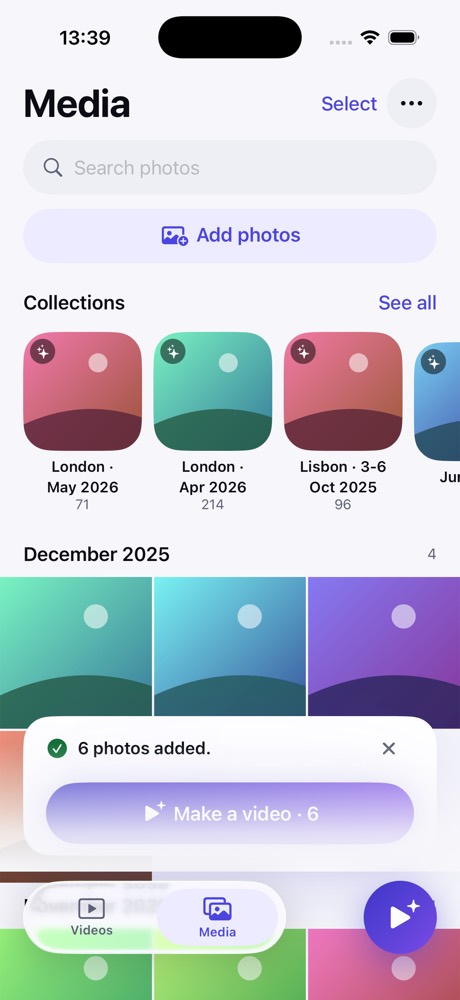 13:39
Media
Select
Search photos
Add photos
Collections
See all
London ·
May 2026
71
London ·
Apr 2026
214
Lisbon · 3-6
Oct 2025
96
December 2025
4
6 photos added.
Make a video · 6
Videos
Media